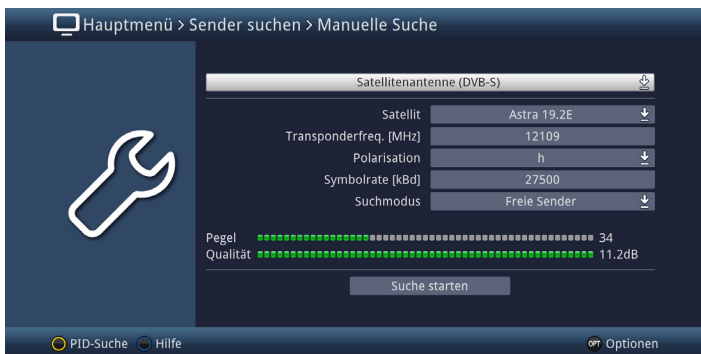 Hauptmenü > Sender suchen > Manuelle Suche
Satellitenantenne (DVB-S)
Satellit Astra 19.2E
Transponderfreq. [MHz] 12109
Polarisation h
Symbolrate [kBd] 27500
Suchmodus Freie Sender
Pegel 34
Qualität 11.2dB
Suche starten
PID-Suche Hilfe OPT Optionen